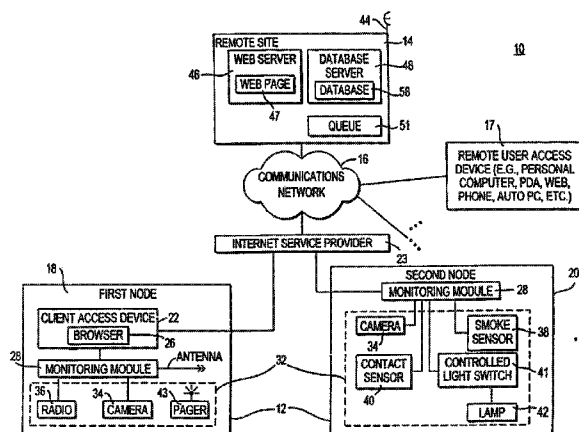 44
REMOTE SITE
14
10
46
WEB SERVER
WEB PAGE
47
DATABASE
SERVER
48
DATABASE
58
QUEUE
51
16
COMMUNICATIONS
NETWORK
17
REMOTE USER ACCESS
DEVICE (E.G., PERSONAL
COMPUTER, PDA, WEB,
PHONE, AUTO PC, ETC.)
INTERNET SERVICE PROVIDER
23
18
FIRST NODE
CLIENT ACCESS DEVICE
22
BROWSER
26
28
MONITORING MODULE
ANTENNA
32
36
RADIO
34
CAMERA
43
PAGER
12
SECOND NODE
20
MONITORING MODULE
28
CAMERA
34
SMOKE
SENSOR
38
CONTACT
SENSOR
40
CONTROLLED
LIGHT SWITCH
41
LAMP
42